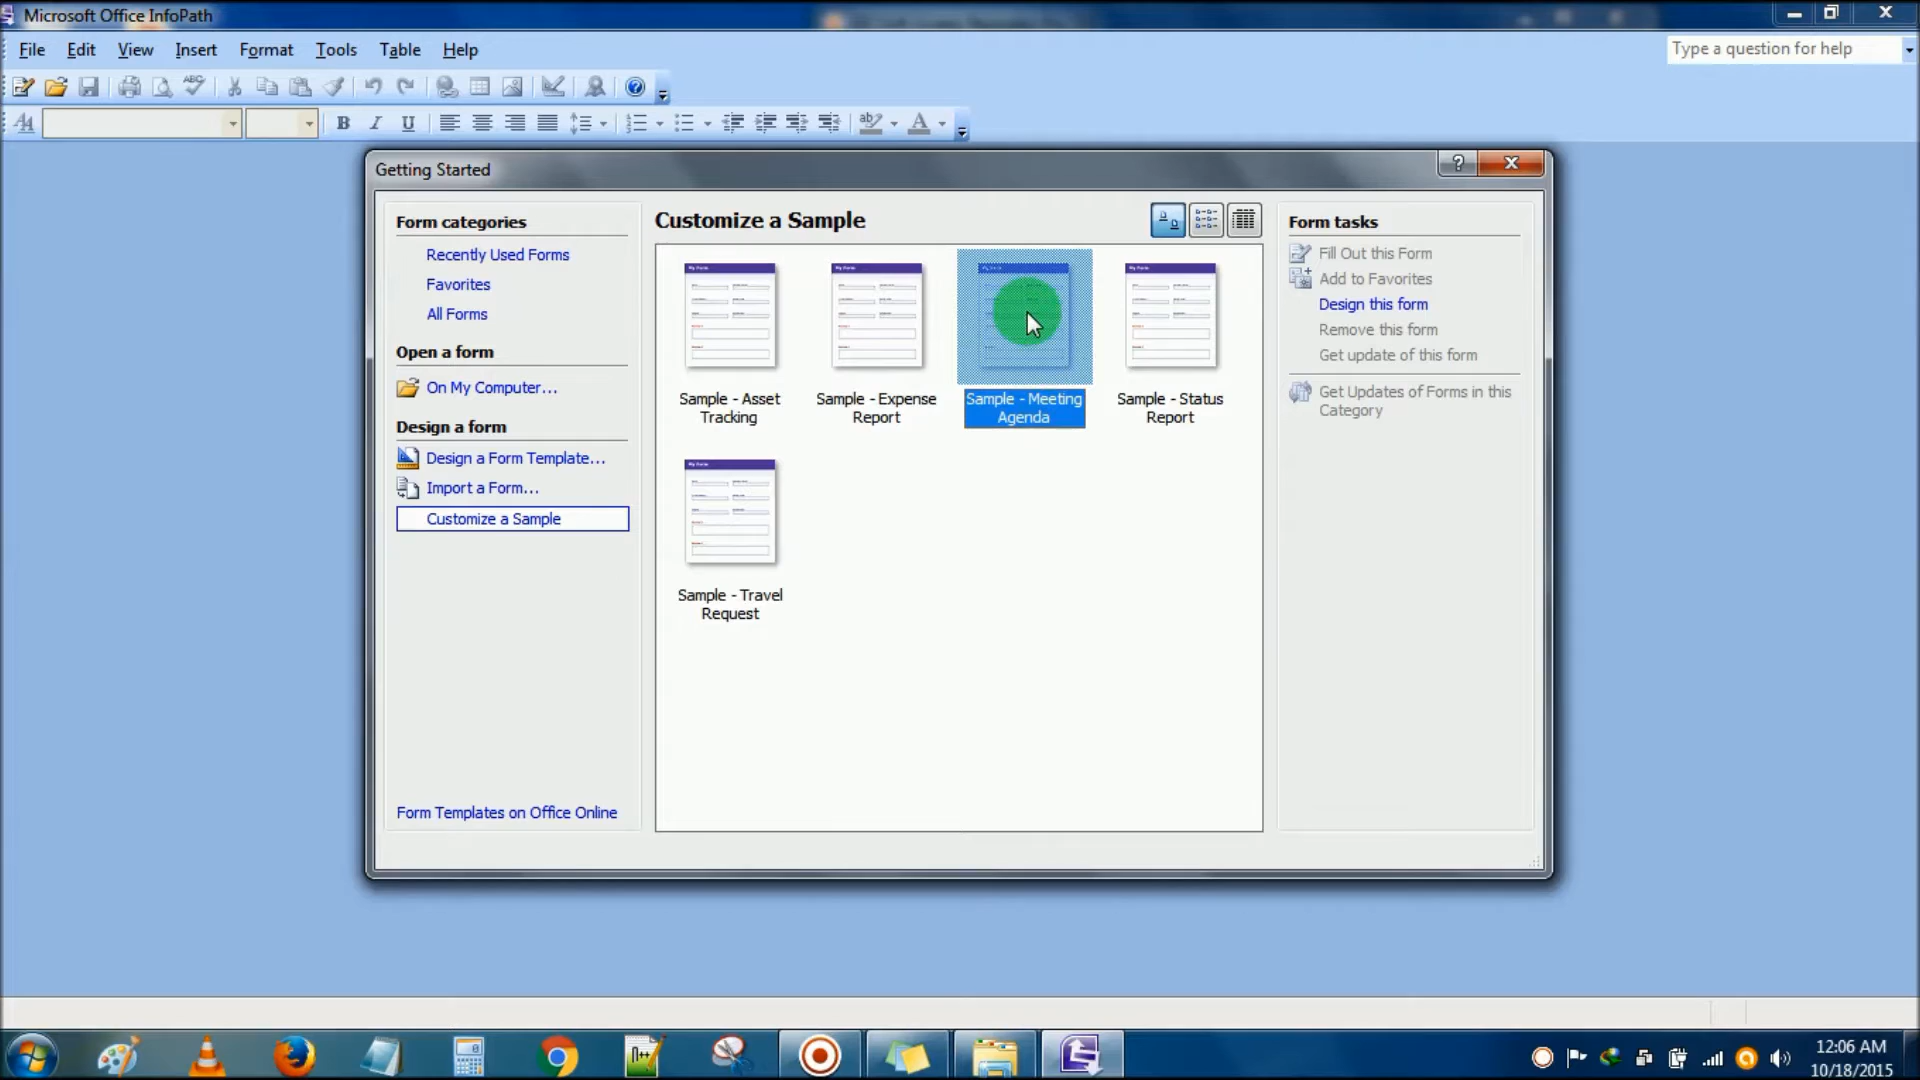 Microsoft Office InfoPath
File Edit View Insert Format Tools Table Help
Type a question for help
Getting Started
Form categories
Recently Used Forms
Favorites
All Forms
Open a form
On My Computer...
Design a form
Design a Form Template...
Import a Form...
Customize a Sample
Form Templates on Office Online
Customize a Sample
Sample - Asset
Tracking
Sample - Expense
Report
Sample - Meeting
Agenda
Sample - Status
Report
Sample - Travel
Request
Form tasks
Fill Out this Form
Add to Favorites
Design this form
Remove this form
Get update of this form
Get Updates of Forms in this
Category
12:06 AM
10/18/2015